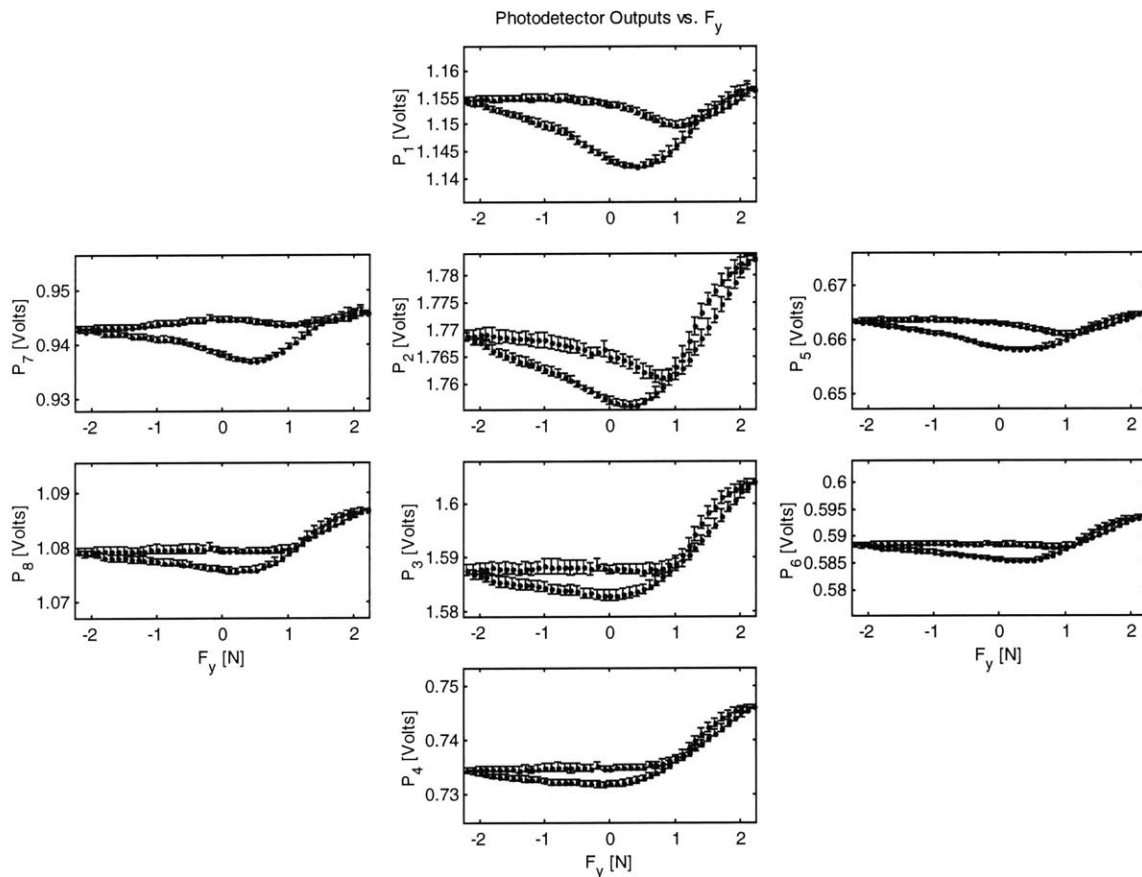 Photodetector Outputs vs. F_y
1.16
1.155
1.15
1.145
1.14
P_1 [Volts]
-2 -1 0 1 2
0.95
0.94
0.93
P_7 [Volts]
-2 -1 0 1 2
1.78
1.775
1.77
1.765
1.76
P_2 [Volts]
-2 -1 0 1 2
0.67
0.66
0.65
P_5 [Volts]
-2 -1 0 1 2
1.09
1.08
1.07
P_8 [Volts]
-2 -1 0 1 2
F_y [N]
1.6
1.59
1.58
P_3 [Volts]
-2 -1 0 1 2
0.6
0.595
0.59
0.585
0.58
P_6 [Volts]
-2 -1 0 1 2
F_y [N]
0.75
0.74
0.73
P_4 [Volts]
-2 -1 0 1 2
F_y [N]